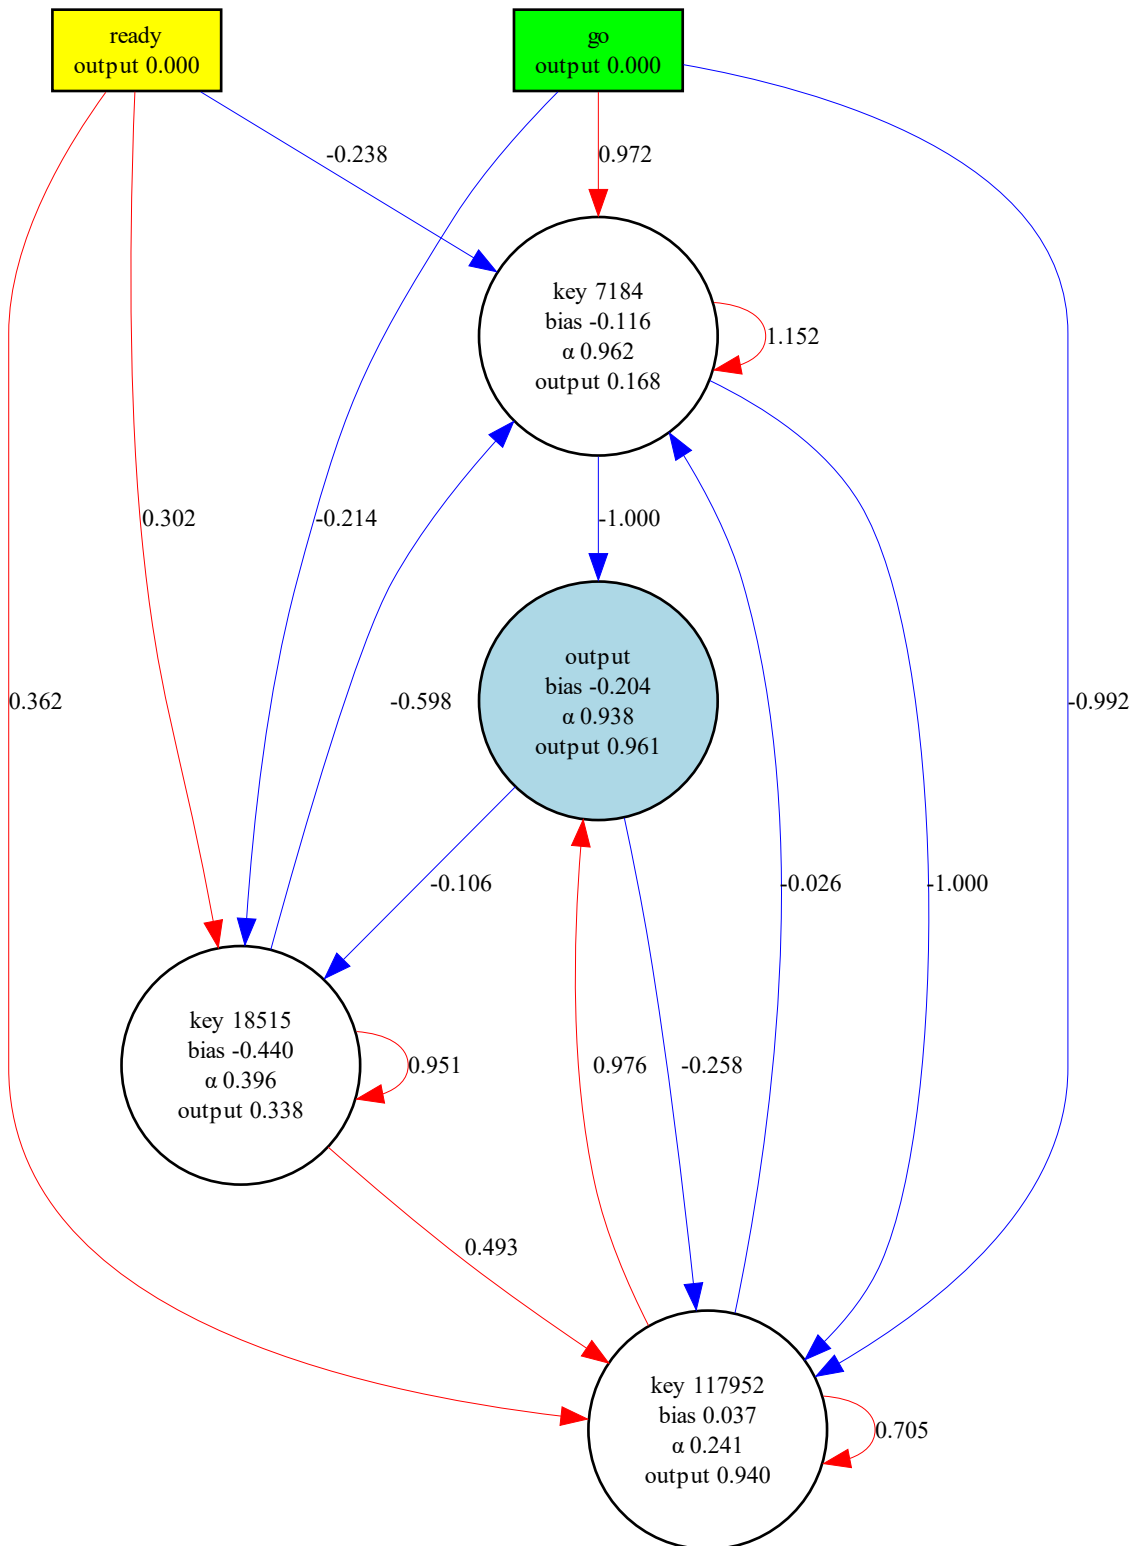 ready
output 0.000
go
output 0.000
-0.238
0.972
key 7184
bias -0.116
α 0.962
output 0.168
1.152
0.302
-0.214
-1.000
output
bias -0.204
α 0.938
output 0.961
0.362
-0.598
-0.992
-0.106
-0.026
-1.000
key 18515
bias -0.440
α 0.396
output 0.338
0.951
0.976
-0.258
0.493
key 117952
bias 0.037
α 0.241
output 0.940
0.705